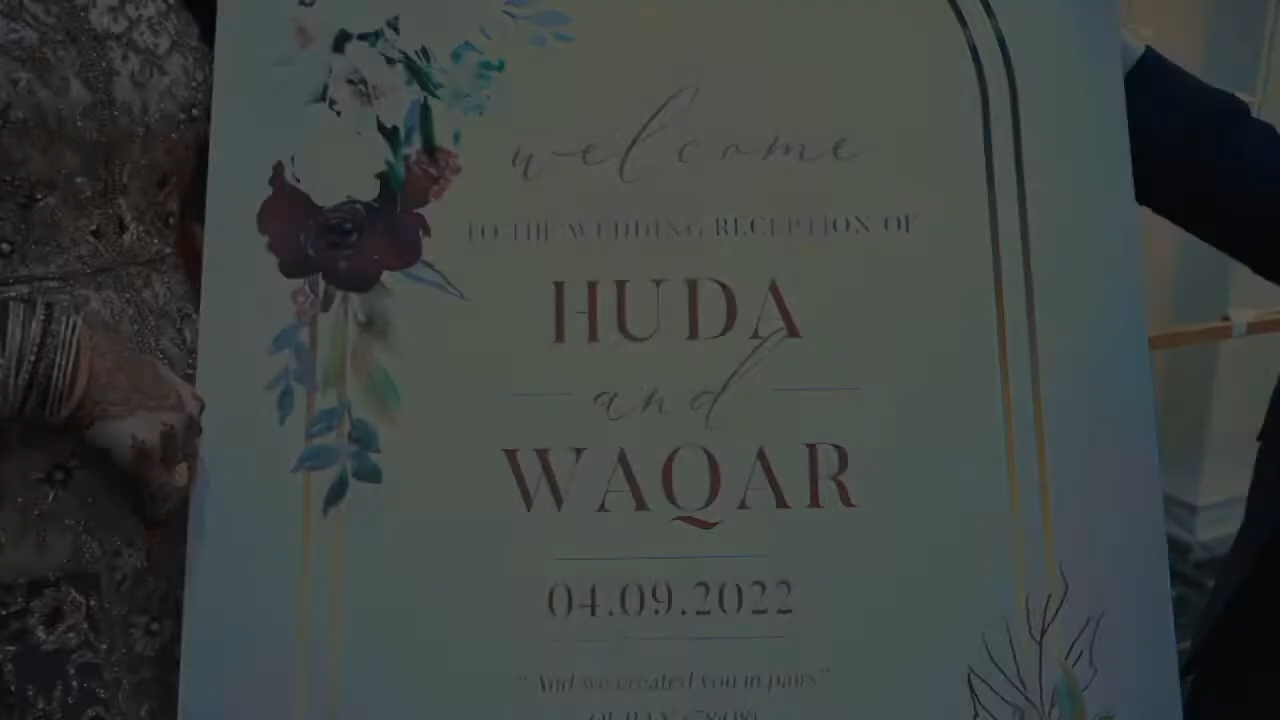 welcome
TO THE WEDDING RECEPTION OF
HUDA
and
WAQAR
04.09.2022
"And we created you in pairs"